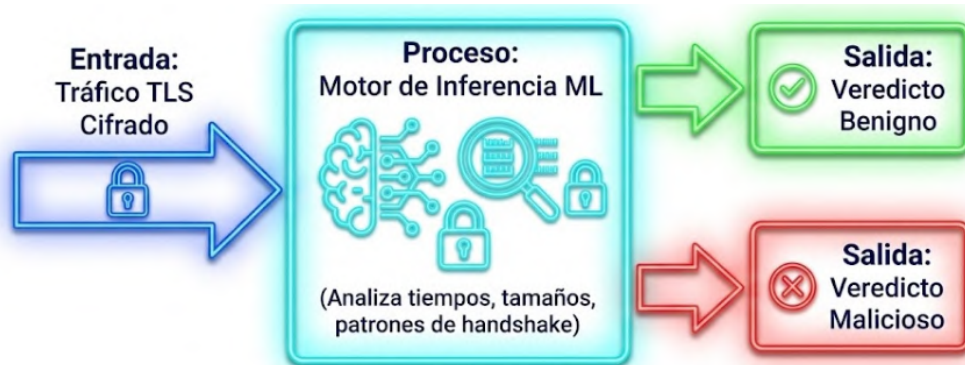 Entrada:
Tráfico TLS
Cifrado
Proceso:
Motor de Inferencia ML
(Analiza tiempos, tamaños,
patrones de handshake)
Salida:
Veredicto
Benigno
Salida:
Veredicto
Malicioso